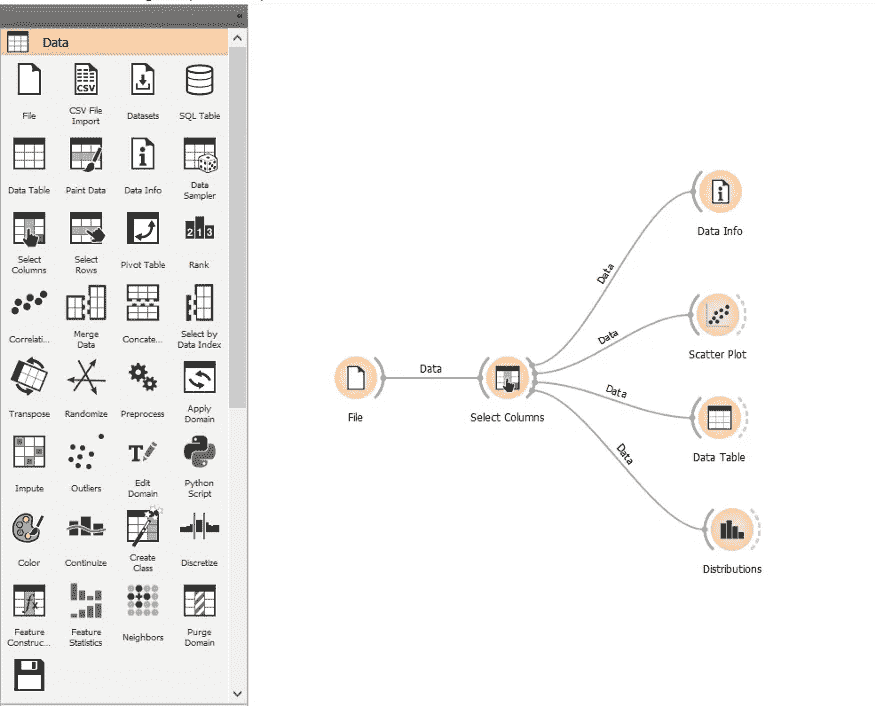 Data
File
CSV File
Import
Datasets
SQL Table
Data Table
Paint Data
Data Info
Data
Sampler
Select
Columns
Select
Rows
Pivot Table
Rank
Correlati...
Merge
Data
Concate...
Select by
Data Index
Transpose
Randomize
Preprocess
Apply
Domain
Impute
Outliers
Edit
Domain
Python
Script
Color
Continuize
Create
Class
Discretize
Feature
Construc...
Feature
Statistics
Neighbors
Purge
Domain
Data Info
Data
Data
Scatter Plot
Data
Data
File
Select Columns
Data Table
Data
Distributions